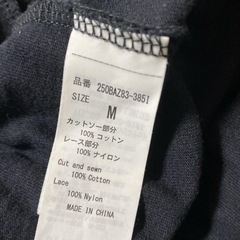 品番 250BAZ83-385I
SIZE
M
カットソー部分
100% コットン
レース部分
100% ナイロン
Cut and sewn
100% Cotton
Lace
100% Nylon
MADE IN CHINA